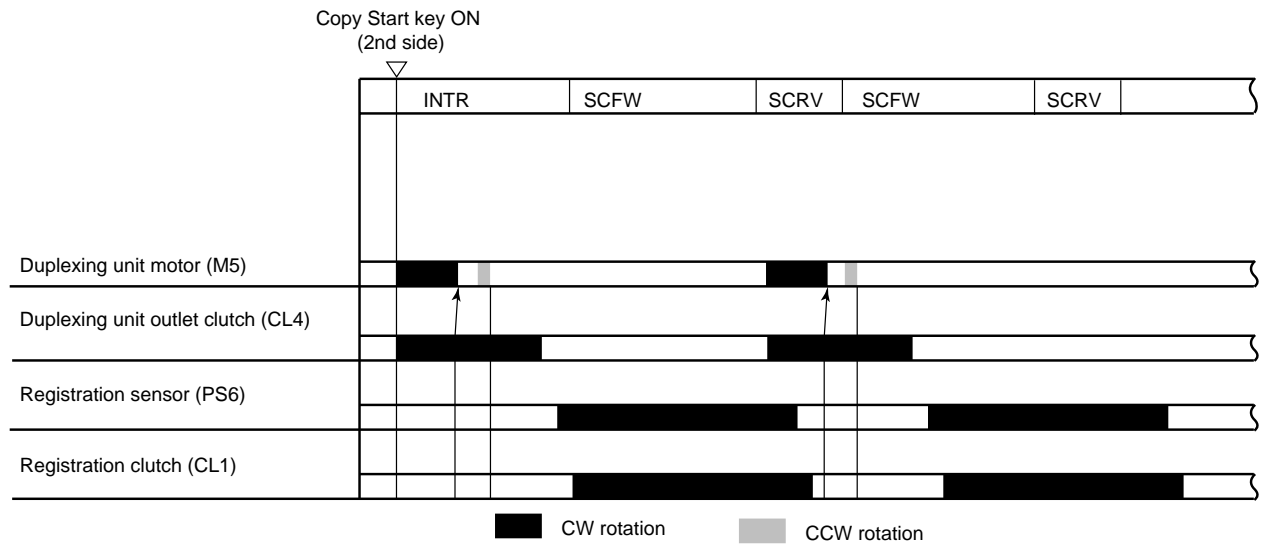 Copy Start key ON
(2nd side)
INTR SCFW SCRV SCFW SCRV
Duplexing unit motor (M5)
Duplexing unit outlet clutch (CL4)
Registration sensor (PS6)
Registration clutch (CL1)
CW rotation CCW rotation